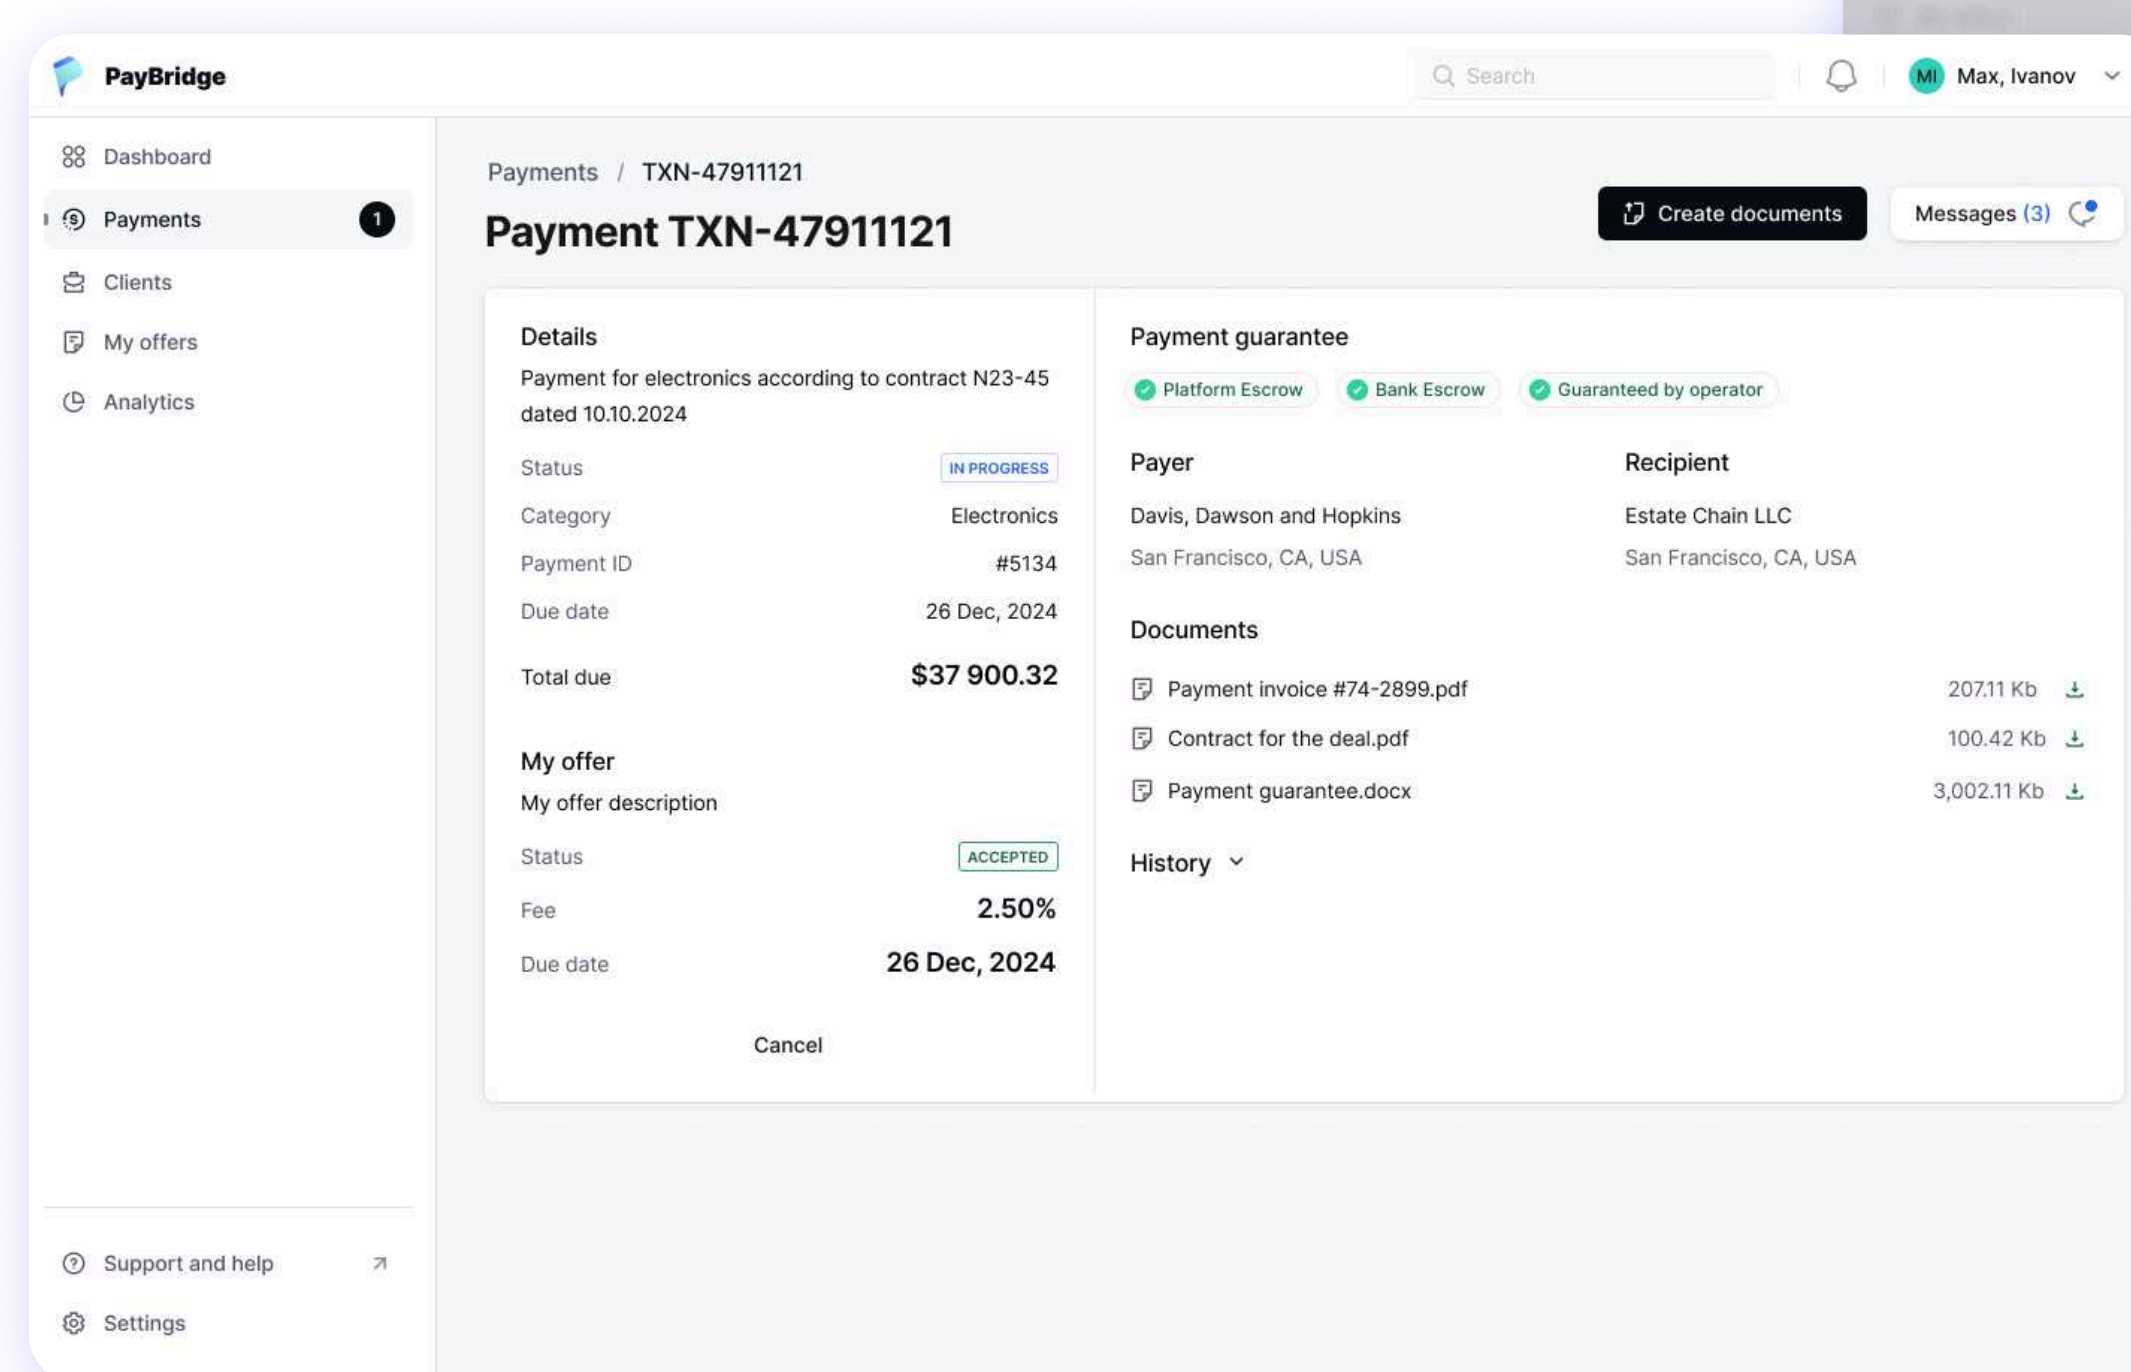 PayBridge
Search
MI Max, Ivanov
Dashboard
Payments 1
Clients
My offers
Analytics
Support and help
Settings
Payments / TXN-47911121
Payment TXN-47911121
Create documents
Messages (3)
Details
Payment for electronics according to contract N23-45
dated 10.10.2024
Status IN PROGRESS
Category Electronics
Payment ID #5134
Due date 26 Dec, 2024
Total due $37 900.32
My offer
My offer description
Status ACCEPTED
Fee 2.50%
Due date 26 Dec, 2024
Cancel
Payment guarantee
Platform Escrow Bank Escrow Guaranteed by operator
Payer
Davis, Dawson and Hopkins
San Francisco, CA, USA
Recipient
Estate Chain LLC
San Francisco, CA, USA
Documents
Payment invoice #74-2899.pdf 207.11 Kb
Contract for the deal.pdf 100.42 Kb
Payment guarantee.docx 3,002.11 Kb
History